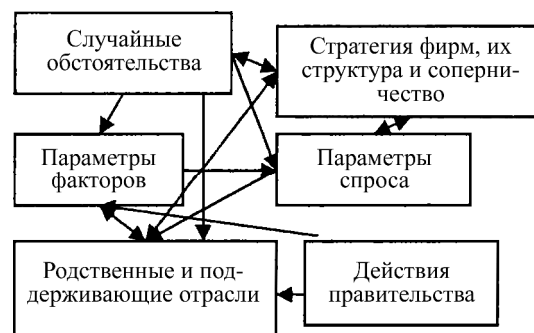 Случайные
обстоятельства
Стратегия фирм, их
структура и соперни-
чество
Параметры
факторов
Параметры
спроса
Родственные и под-
держивающие отрасли
Действия
правительства